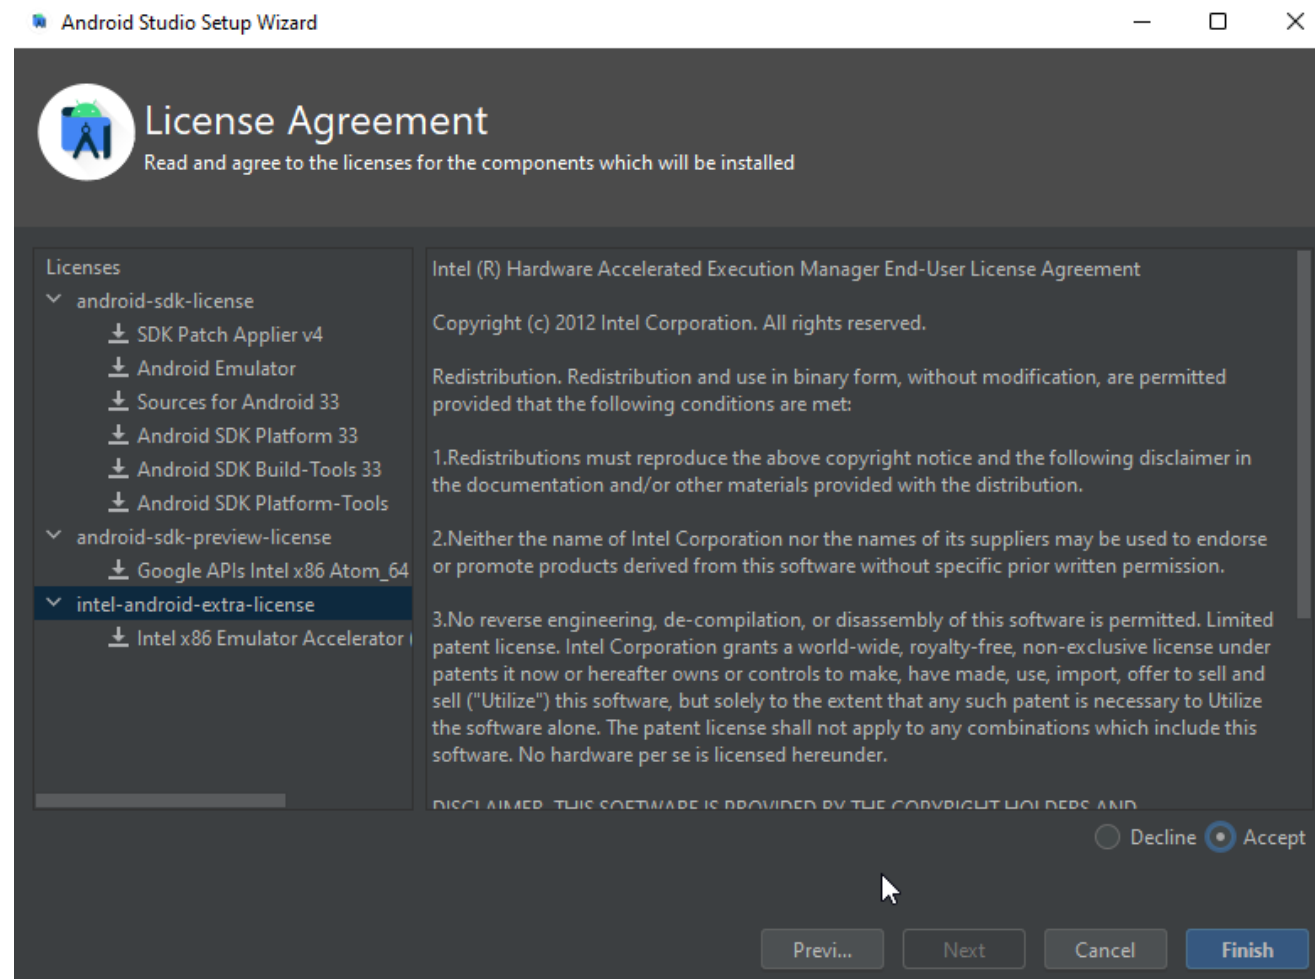 Android Studio Setup Wizard
License Agreement
Read and agree to the licenses for the components which will be installed
Licenses
android-sdk-license
SDK Patch Applier v4
Android Emulator
Sources for Android 33
Android SDK Platform 33
Android SDK Build-Tools 33
Android SDK Platform-Tools
android-sdk-preview-license
Google APIs Intel x86 Atom_64
intel-android-extra-license
Intel x86 Emulator Accelerator (
Intel (R) Hardware Accelerated Execution Manager End-User License Agreement
Copyright (c) 2012 Intel Corporation. All rights reserved.
Redistribution. Redistribution and use in binary form, without modification, are permitted
provided that the following conditions are met:
1.Redistributions must reproduce the above copyright notice and the following disclaimer in
the documentation and/or other materials provided with the distribution.
2.Neither the name of Intel Corporation nor the names of its suppliers may be used to endorse
or promote products derived from this software without specific prior written permission.
3.No reverse engineering, de-compilation, or disassembly of this software is permitted. Limited
patent license. Intel Corporation grants a world-wide, royalty-free, non-exclusive license under
patents it now or hereafter owns or controls to make, have made, use, import, offer to sell and
sell ("Utilize") this software, but solely to the extent that any such patent is necessary to Utilize
the software alone. The patent license shall not apply to any combinations which include this
software. No hardware per se is licensed hereunder.
DISCLAIMER. THIS SOFTWARE IS PROVIDED BY THE COPYRIGHT HOLDERS AND
Decline Accept
Previ... Next Cancel Finish